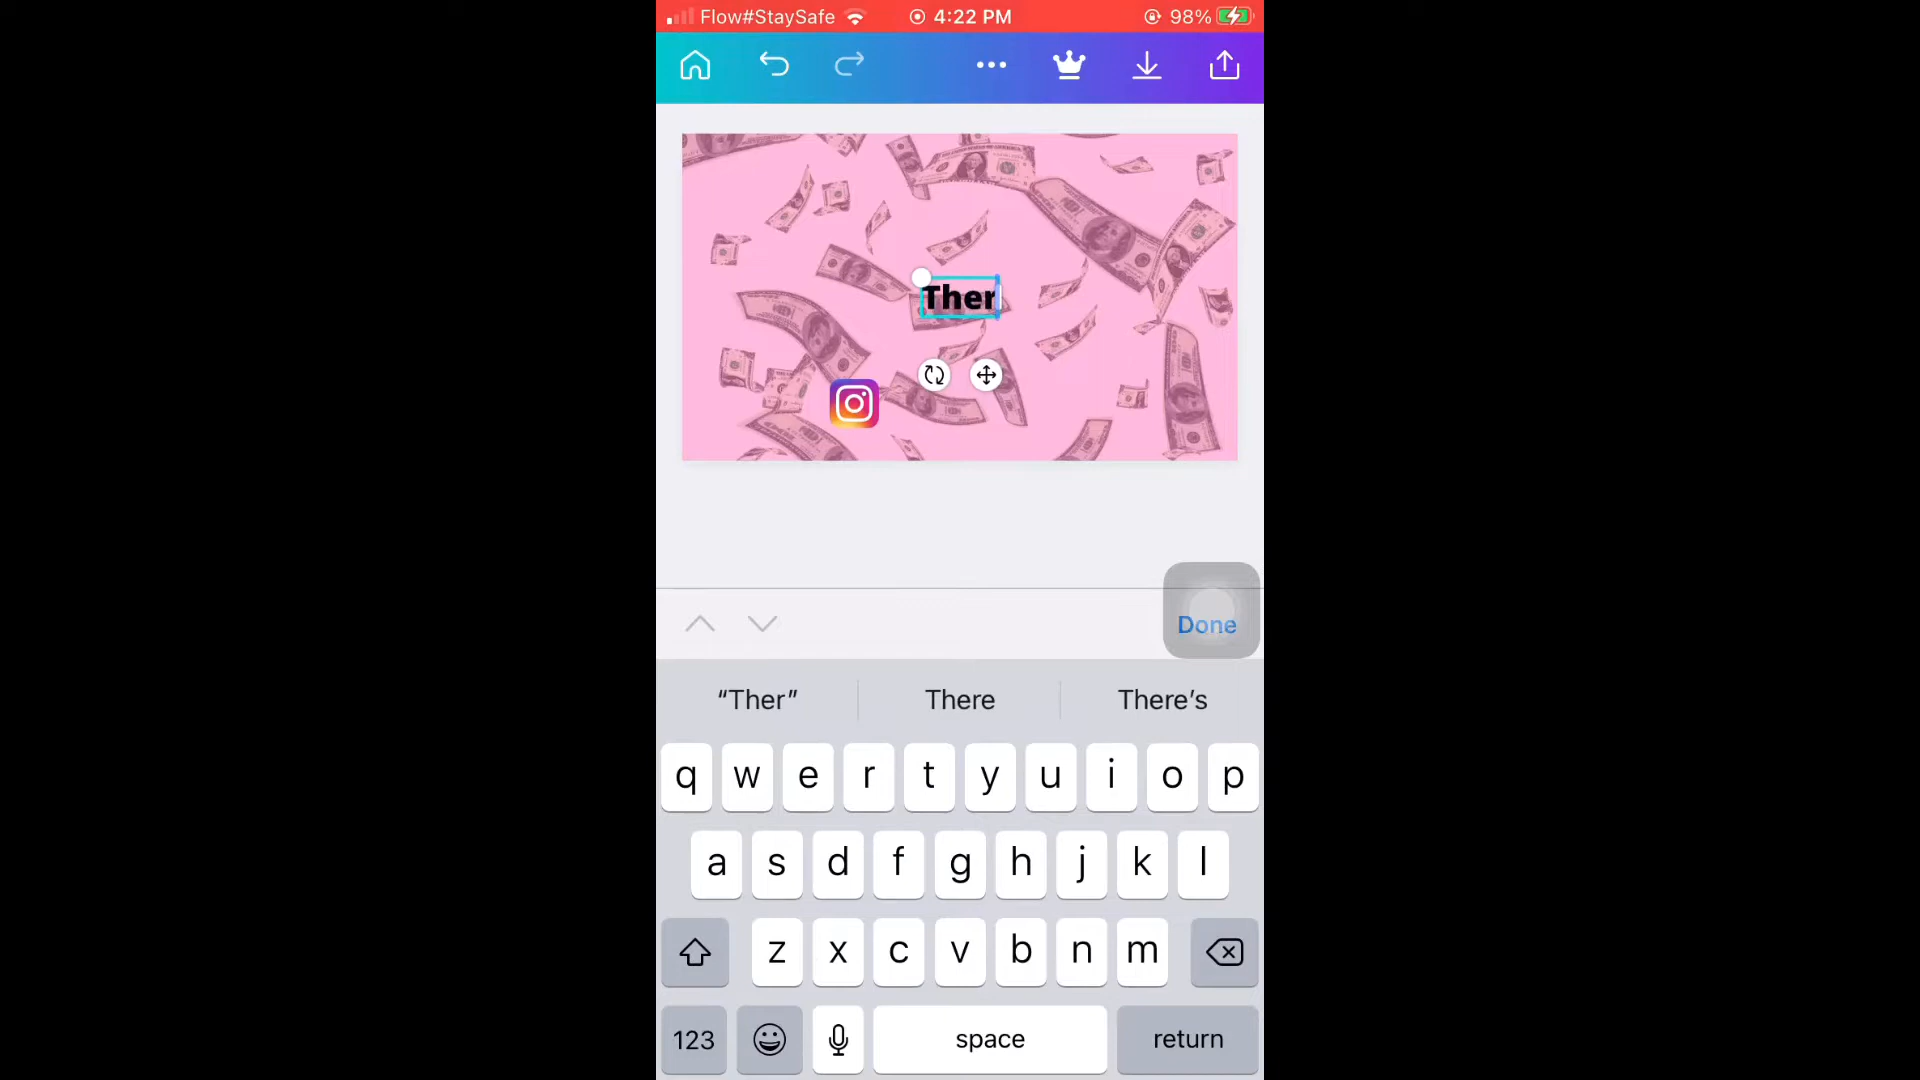 Flow#StaySafe 4:22 PM 98%
Ther
Done
“Ther” There There’s
q w e r t y u i o p
a s d f g h j k l
z x c v b n m
123 space return